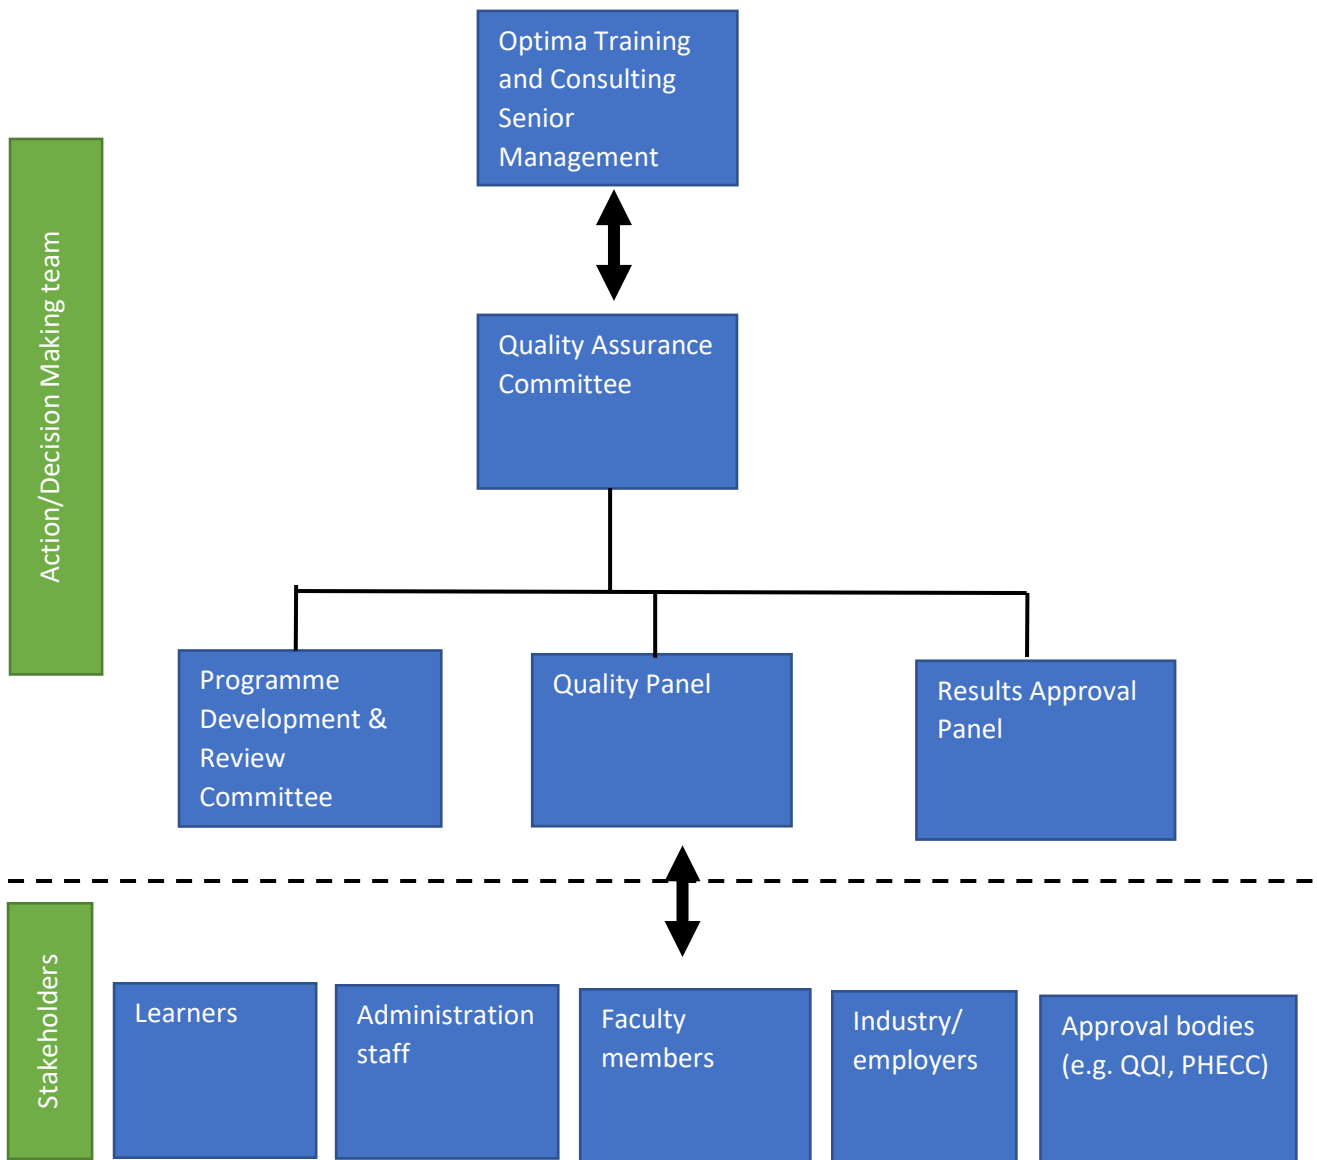 Optima Training
and Consulting
Senior
Management
Action/Decision Making team
Quality Assurance
Committee
Programme
Development &
Review
Committee
Quality Panel
Results Approval
Panel
Stakeholders
Learners
Administration
staff
Faculty
members
Industry/
employers
Approval bodies
(e.g. QQI, PHECC)